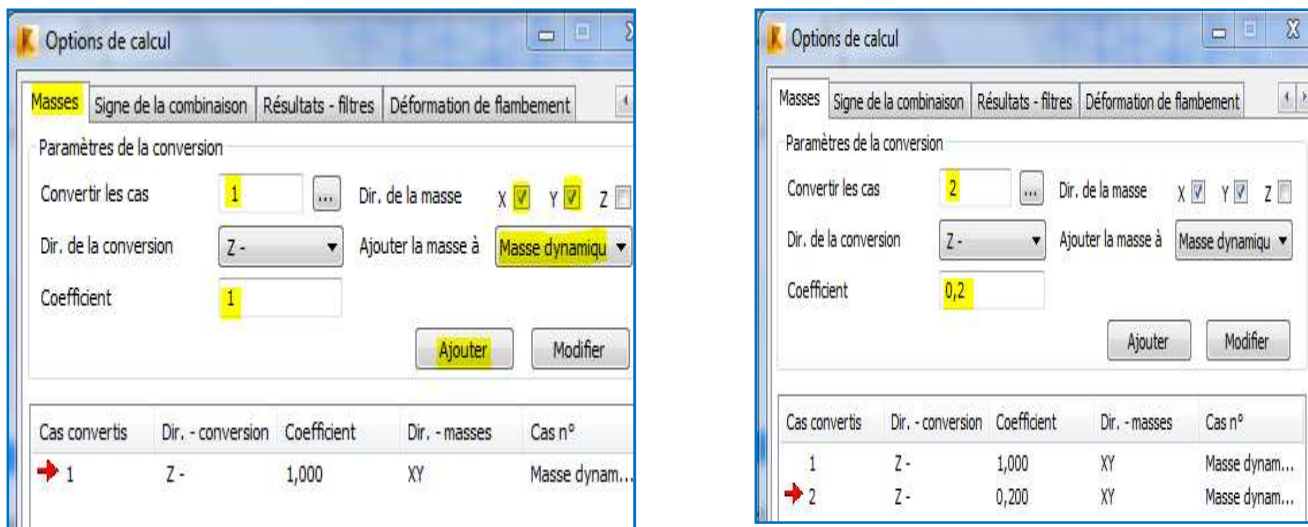 Options de calcul
Masses Signe de la combinaison Résultats - filtres Déformation de flambement
Paramètres de la conversion
Convertir les cas 1 ... Dir. de la masse X Y Z
Dir. de la conversion Z - Ajouter la masse à Masse dynamiqu
Coefficient 1
Ajouter Modifier
Cas convertis Dir. - conversion Coefficient Dir. - masses Cas n°
1 Z - 1,000 XY Masse dynam...
Options de calcul
Masses Signe de la combinaison Résultats - filtres Déformation de flambement
Paramètres de la conversion
Convertir les cas 2 ... Dir. de la masse X Y Z
Dir. de la conversion Z - Ajouter la masse à Masse dynamiqu
Coefficient 0,2
Ajouter Modifier
Cas convertis Dir. - conversion Coefficient Dir. - masses Cas n°
1 Z - 1,000 XY Masse dynam...
2 Z - 0,200 XY Masse dynam...